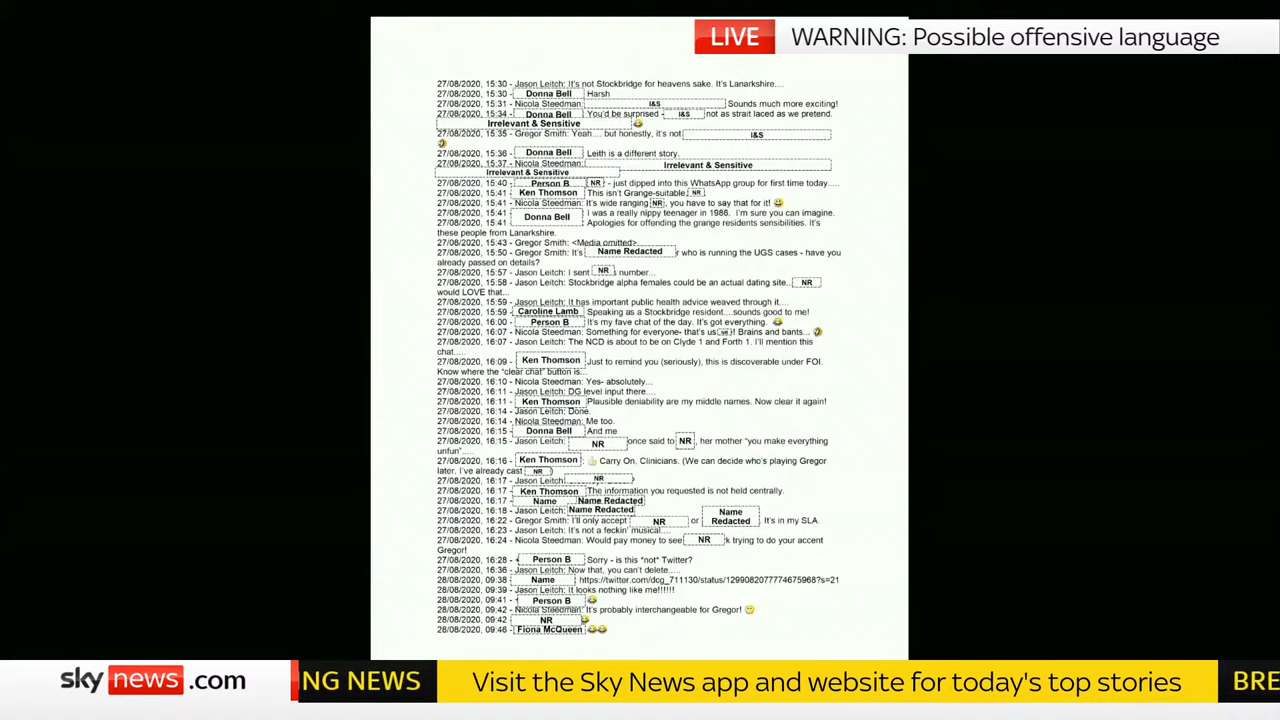 LIVE WARNING: Possible offensive language
27/08/2020, 15:30 - Jason Leitch: It's not Stockbridge for heavens sake. It's Lanarkshire....
27/08/2020, 15:30 - Donna Bell Harsh
27/08/2020, 15:31 - Nicola Steedman: I&S Sounds much more exciting!
27/08/2020, 15:34 - Donna Bell You'd be surprised - I&S not as strait laced as we pretend.
Irrelevant & Sensitive 😂
27/08/2020, 15:35 - Gregor Smith: Yeah.... but honestly, it's not I&S
🤣
27/08/2020, 15:36 - Donna Bell Leith is a different story.
27/08/2020, 15:37 - Nicola Steedman: Irrelevant & Sensitive
Irrelevant & Sensitive
27/08/2020, 15:40 - Person B NR - just dipped into this WhatsApp group for first time today....
27/08/2020, 15:41 - Ken Thomson This isn't Grange-suitable NR
27/08/2020, 15:41 - Nicola Steedman: It's wide ranging NR, you have to say that for it! 😃
27/08/2020, 15:41 - Donna Bell I was a really nippy teenager in 1986. I'm sure you can imagine.
27/08/2020, 15:41 - Apologies for offending the grange residents sensibilities. It's
these people from Lanarkshire.
27/08/2020, 15:43 - Gregor Smith: <Media omitted>
27/08/2020, 15:50 - Gregor Smith: It's Name Redacted r who is running the UGS cases - have you
already passed on details?
27/08/2020, 15:57 - Jason Leitch: I sent NR s number...
27/08/2020, 15:58 - Jason Leitch: Stockbridge alpha females could be an actual dating site.. NR
would LOVE that...
27/08/2020, 15:59 - Jason Leitch: It has important public health advice weaved through it....
27/08/2020, 15:59 - Caroline Lamb Speaking as a Stockbridge resident....sounds good to me!
27/08/2020, 16:00 - Person B It's my fave chat of the day. It's got everything. 😂
27/08/2020, 16:07 - Nicola Steedman: Something for everyone- that's us NR! Brains and bants... 🤣
27/08/2020, 16:07 - Jason Leitch: The NCD is about to be on Clyde 1 and Forth 1. I'll mention this
chat.....
27/08/2020, 16:09 - Ken Thomson Just to remind you (seriously), this is discoverable under FOI.
Know where the "clear chat" button is...
27/08/2020, 16:10 - Nicola Steedman: Yes- absolutely...
27/08/2020, 16:11 - Jason Leitch: DG level input there....
27/08/2020, 16:11 - Ken Thomson Plausible deniability are my middle names. Now clear it again!
27/08/2020, 16:14 - Jason Leitch: Done.
27/08/2020, 16:14 - Nicola Steedman: Me too.
27/08/2020, 16:15 - Donna Bell And me
27/08/2020, 16:15 - Jason Leitch: NR once said to NR, her mother "you make everything
unfun".....
27/08/2020, 16:16 - Ken Thomson : 👍 Carry On, Clinicians. (We can decide who's playing Gregor
later. I've already cast NR)
27/08/2020, 16:17 - Jason Leitch: NR
27/08/2020, 16:17 - Ken Thomson The information you requested is not held centrally.
27/08/2020, 16:17 - Name Name Redacted
27/08/2020, 16:18 - Jason Leitch: Name Redacted
27/08/2020, 16:22 - Gregor Smith: I'll only accept NR or Name Redacted. It's in my SLA.
27/08/2020, 16:23 - Jason Leitch: It's not a feckin' musical....
27/08/2020, 16:24 - Nicola Steedman: Would pay money to see NR k trying to do your accent
Gregor!
27/08/2020, 16:28 - Person B Sorry - is this *not* Twitter?
27/08/2020, 16:36 - Jason Leitch: Now that, you can't delete.....
28/08/2020, 09:38 - Name https://twitter.com/dcg_711130/status/1299082077774675968?s=21
28/08/2020, 09:39 - Jason Leitch: It looks nothing like me!!!!!!
28/08/2020, 09:41 - Person B 😂
28/08/2020, 09:42 - Nicola Steedman: It's probably interchangeable for Gregor! 😬
28/08/2020, 09:42 - NR 😂
28/08/2020, 09:46 - Fiona McQueen 😂😂
sky news.com NG NEWS Visit the Sky News app and website for today's top stories BRE